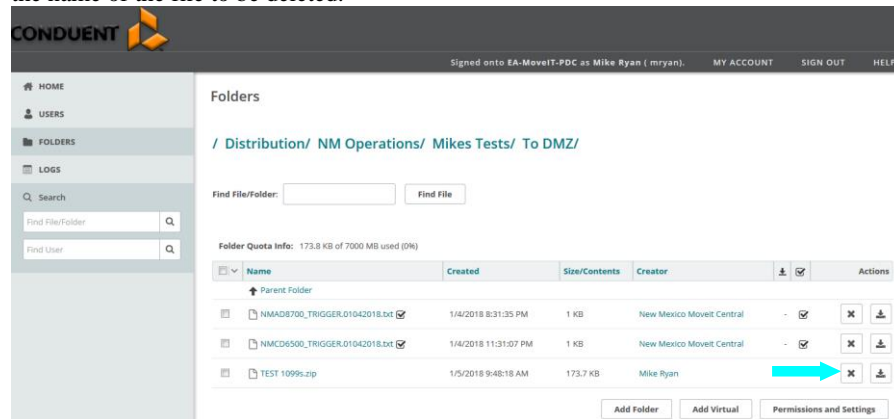 the name of the file to be deleted.
CONDUENT
Signed onto EA-MoveIT-PDC as Mike Ryan ( mryan). MY ACCOUNT SIGN OUT HELP
HOME
USERS
FOLDERS
LOGS
Search
Find File/Folder
Find User
Folders
/ Distribution/ NM Operations/ Mikes Tests/ To DMZ/
Find File/Folder: Find File
Folder Quota Info: 173.8 KB of 7000 MB used (0%)
Name Created Size/Contents Creator Actions
Parent Folder
NMAD8700_TRIGGER.01042018.txt 1/4/2018 8:31:35 PM 1 KB New Mexico Moveit Central -
NMCD6500_TRIGGER.01042018.txt 1/4/2018 11:31:07 PM 1 KB New Mexico Moveit Central -
TEST 1099s.zip 1/5/2018 9:48:18 AM 173.7 KB Mike Ryan
Add Folder Add Virtual Permissions and Settings